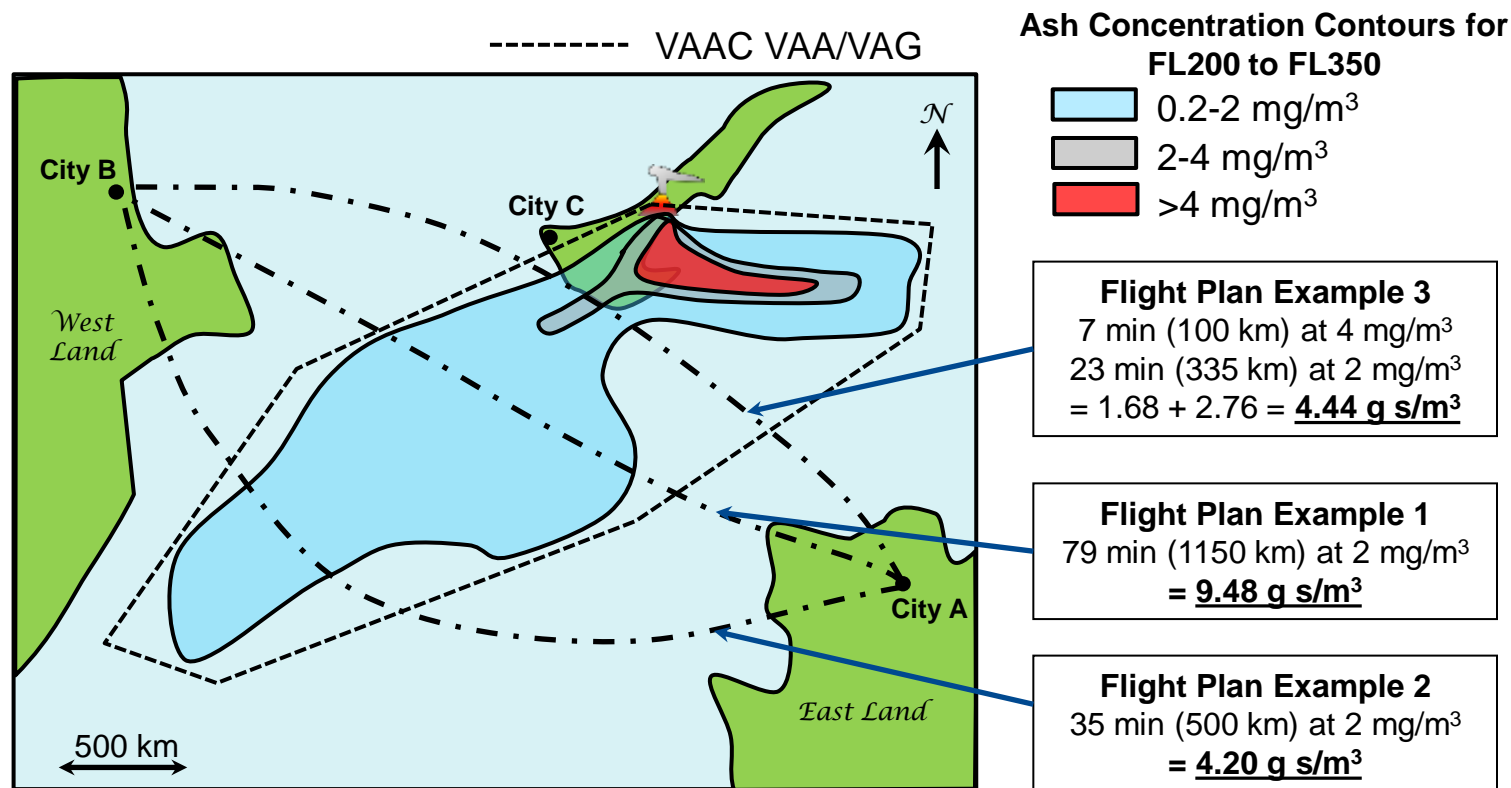 VAAC VAA/VAG
Ash Concentration Contours for
FL200 to FL350
0.2-2 mg/m³
2-4 mg/m³
>4 mg/m³
N
City B
City C
West
Land
City A
East Land
500 km
Flight Plan Example 3
7 min (100 km) at 4 mg/m³
23 min (335 km) at 2 mg/m³
= 1.68 + 2.76 = 4.44 g s/m³
Flight Plan Example 1
79 min (1150 km) at 2 mg/m³
= 9.48 g s/m³
Flight Plan Example 2
35 min (500 km) at 2 mg/m³
= 4.20 g s/m³